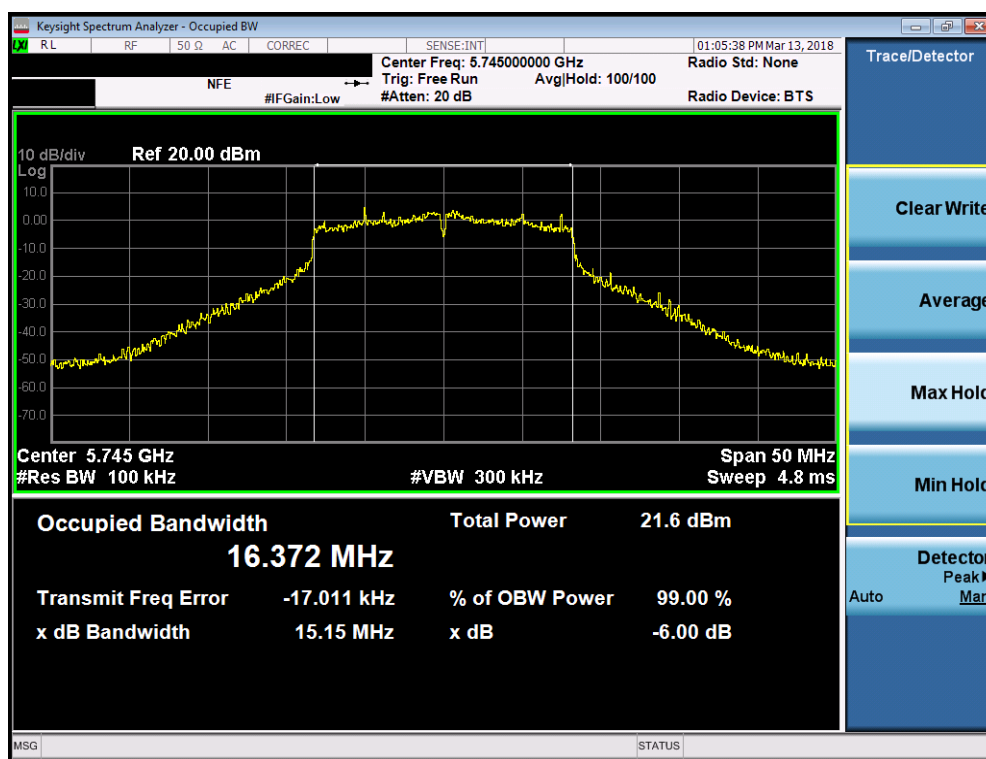 Keysight Spectrum Analyzer - Occupied BW
LXI RL RF 50 Ω AC CORREC SENSE:INT 01:05:38 PM Mar 13, 2018
Center Freq: 5.745000000 GHz Radio Std: None
NFE Trig: Free Run Avg|Hold: 100/100
#IFGain:Low #Atten: 20 dB Radio Device: BTS
10 dB/div Ref 20.00 dBm
Log
10.0
0.00
-10.0
-20.0
-30.0
-40.0
-50.0
-60.0
-70.0
Center 5.745 GHz Span 50 MHz
#Res BW 100 kHz #VBW 300 kHz Sweep 4.8 ms
Occupied Bandwidth Total Power 21.6 dBm
16.372 MHz
Transmit Freq Error -17.011 kHz % of OBW Power 99.00 %
x dB Bandwidth 15.15 MHz x dB -6.00 dB
MSG STATUS
Trace/Detector
Clear Write
Average
Max Hold
Min Hold
Detector
Peak
Auto Man